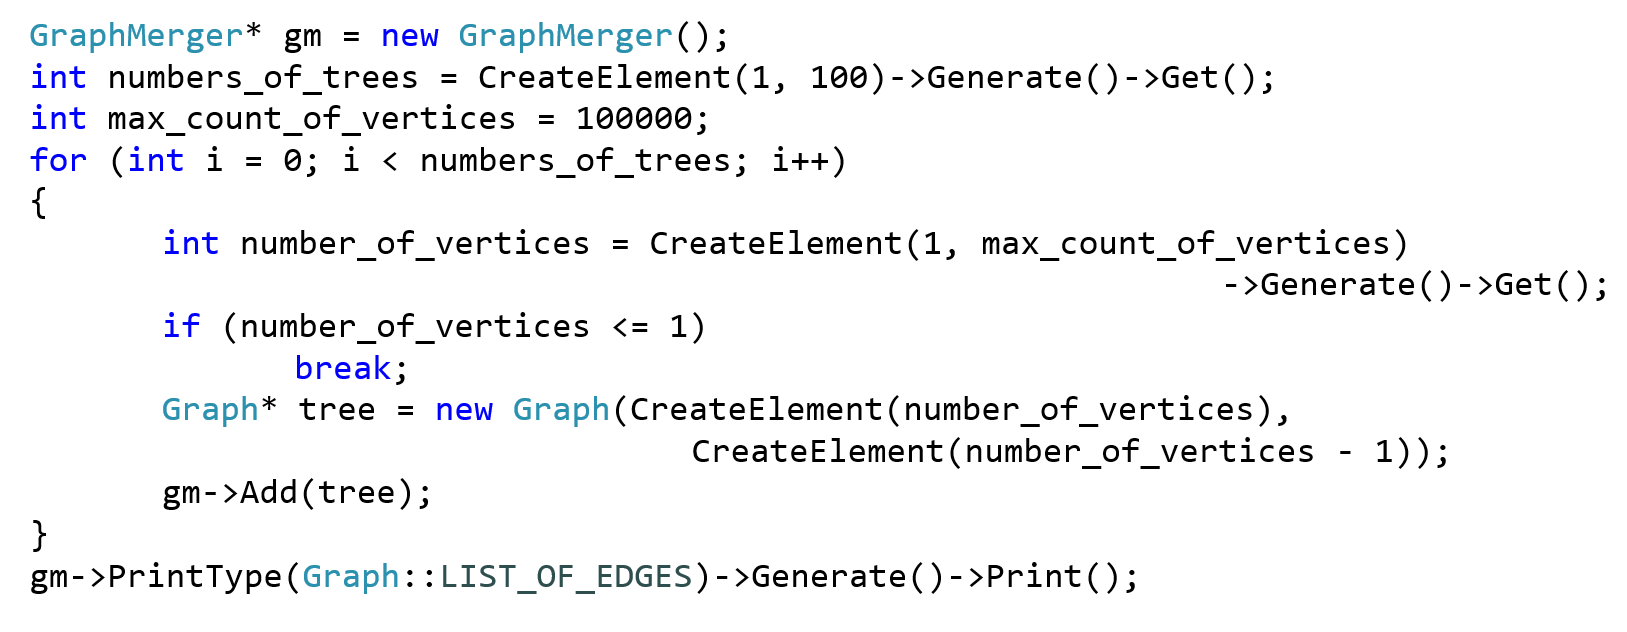 GraphMerger* gm = new GraphMerger();
int numbers_of_trees = CreateElement(1, 100)->Generate()->Get();
int max_count_of_vertices = 100000;
for (int i = 0; i < numbers_of_trees; i++)
{
int number_of_vertices = CreateElement(1, max_count_of_vertices)
->Generate()->Get();
if (number_of_vertices <= 1)
break;
Graph* tree = new Graph(CreateElement(number_of_vertices),
CreateElement(number_of_vertices - 1));
gm->Add(tree);
}
gm->PrintType(Graph::LIST_OF_EDGES)->Generate()->Print();